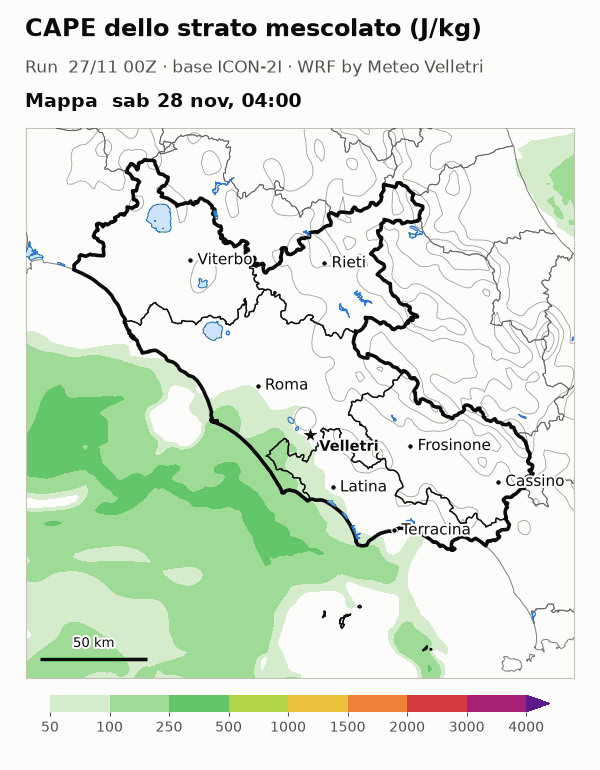 CAPE dello strato mescolato (J/kg)
Run  27/11 00Z · base ICON-2I · WRF by Meteo Velletri
Mappa  sab 28 nov, 04:00
Viterbo
Rieti
Roma
Velletri
Frosinone
Cassino
Latina
Terracina
50 km
50 100 250 500 1000 1500 2000 3000 4000